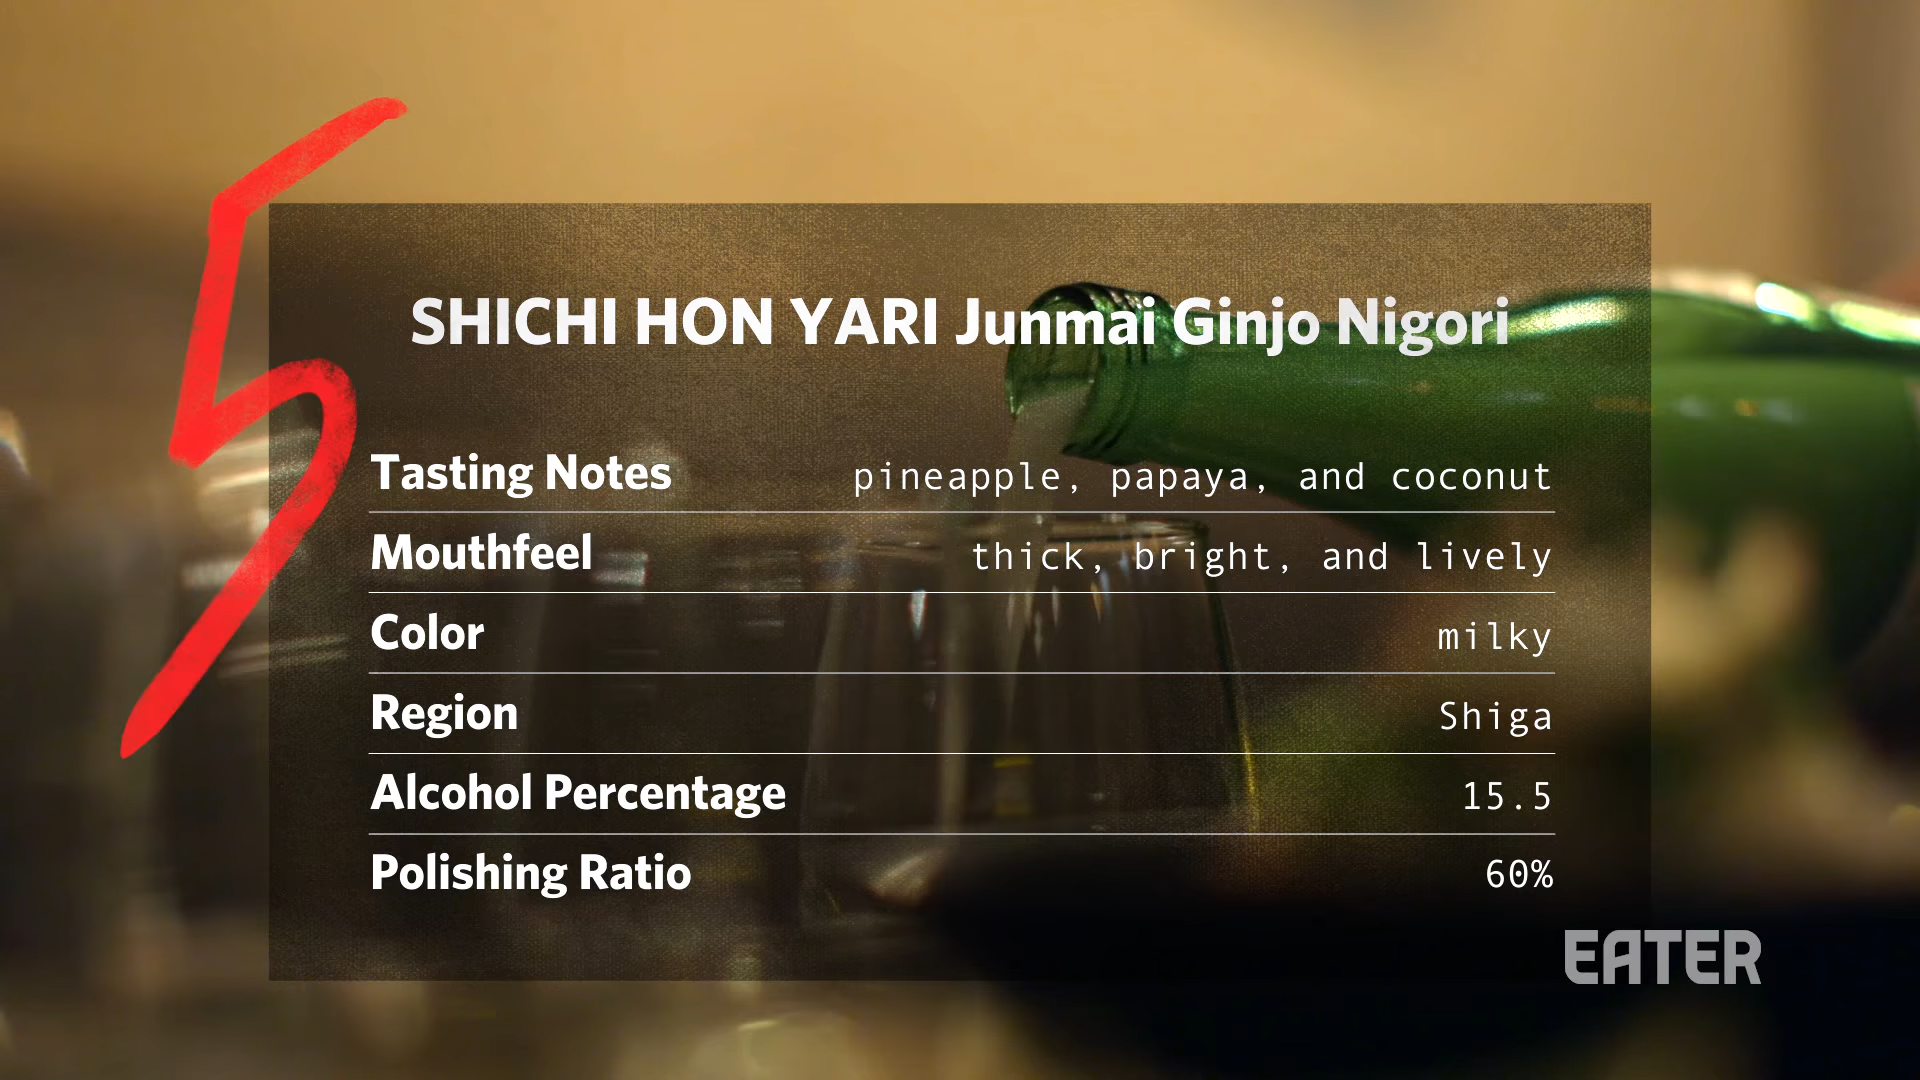 5
SHICHI HON YARI Junmai Ginjo Nigori
Tasting Notes pineapple, papaya, and coconut
Mouthfeel thick, bright, and lively
Color milky
Region Shiga
Alcohol Percentage 15.5
Polishing Ratio 60%
EATER